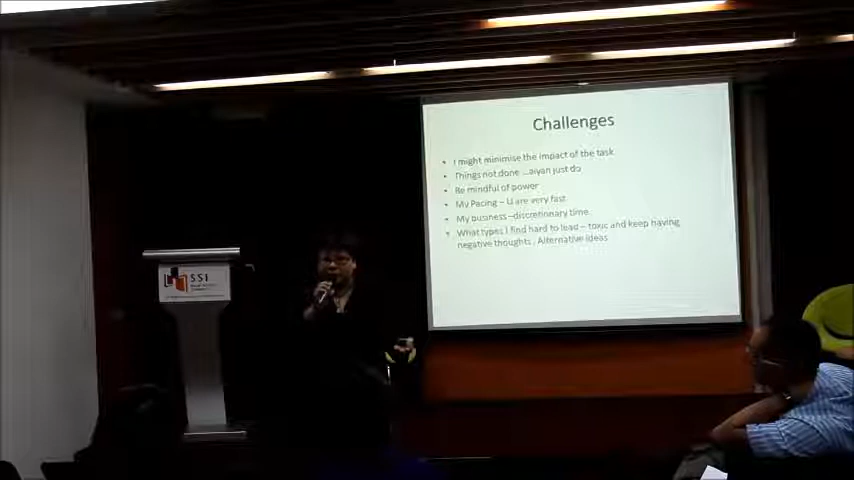 Challenges
• I might minimise the impact of the task
• Things not done ...aiyah just do
• Be mindful of power
• My Pacing – U are very fast
• My business –discretionary time
• What types I find hard to lead – toxic and keep having
negative thoughts , Alternative ideas
SSI